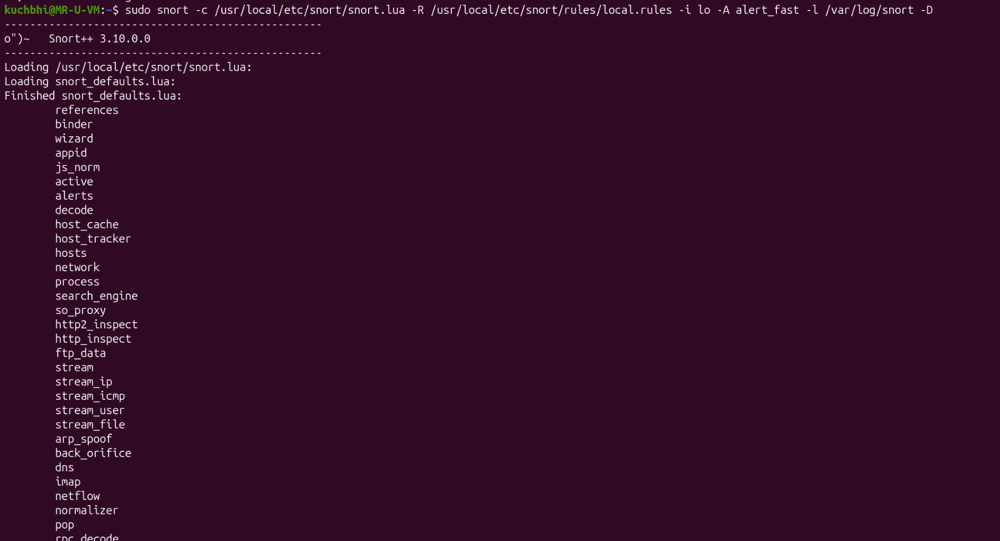 kuchbhi@MR-U-VM:~$ sudo snort -c /usr/local/etc/snort/snort.lua -R /usr/local/etc/snort/rules/local.rules -i lo -A alert_fast -l /var/log/snort -D
--------------------------------------------------
o")~   Snort++ 3.10.0.0
--------------------------------------------------
Loading /usr/local/etc/snort/snort.lua:
Loading snort_defaults.lua:
Finished snort_defaults.lua:
        references
        binder
        wizard
        appid
        js_norm
        active
        alerts
        decode
        host_cache
        host_tracker
        hosts
        network
        process
        search_engine
        so_proxy
        http2_inspect
        http_inspect
        ftp_data
        stream
        stream_ip
        stream_icmp
        stream_user
        stream_file
        arp_spoof
        back_orifice
        dns
        imap
        netflow
        normalizer
        pop
        rpc_decode